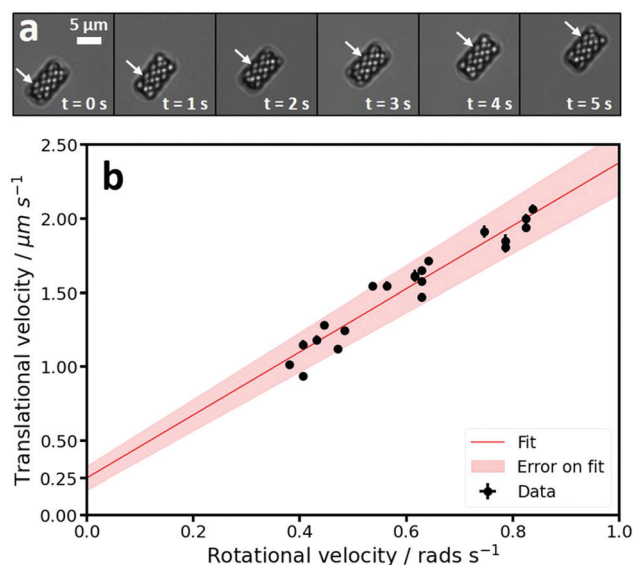 a
5 µm
t = 0 s
t = 1 s
t = 2 s
t = 3 s
t = 4 s
t = 5 s
b
2.50
2.00
1.50
1.00
0.50
0.25
0.00
Translational velocity / µm s⁻¹
0.0 0.2 0.4 0.6 0.8 1.0
Rotational velocity / rads s⁻¹
Fit
Error on fit
Data